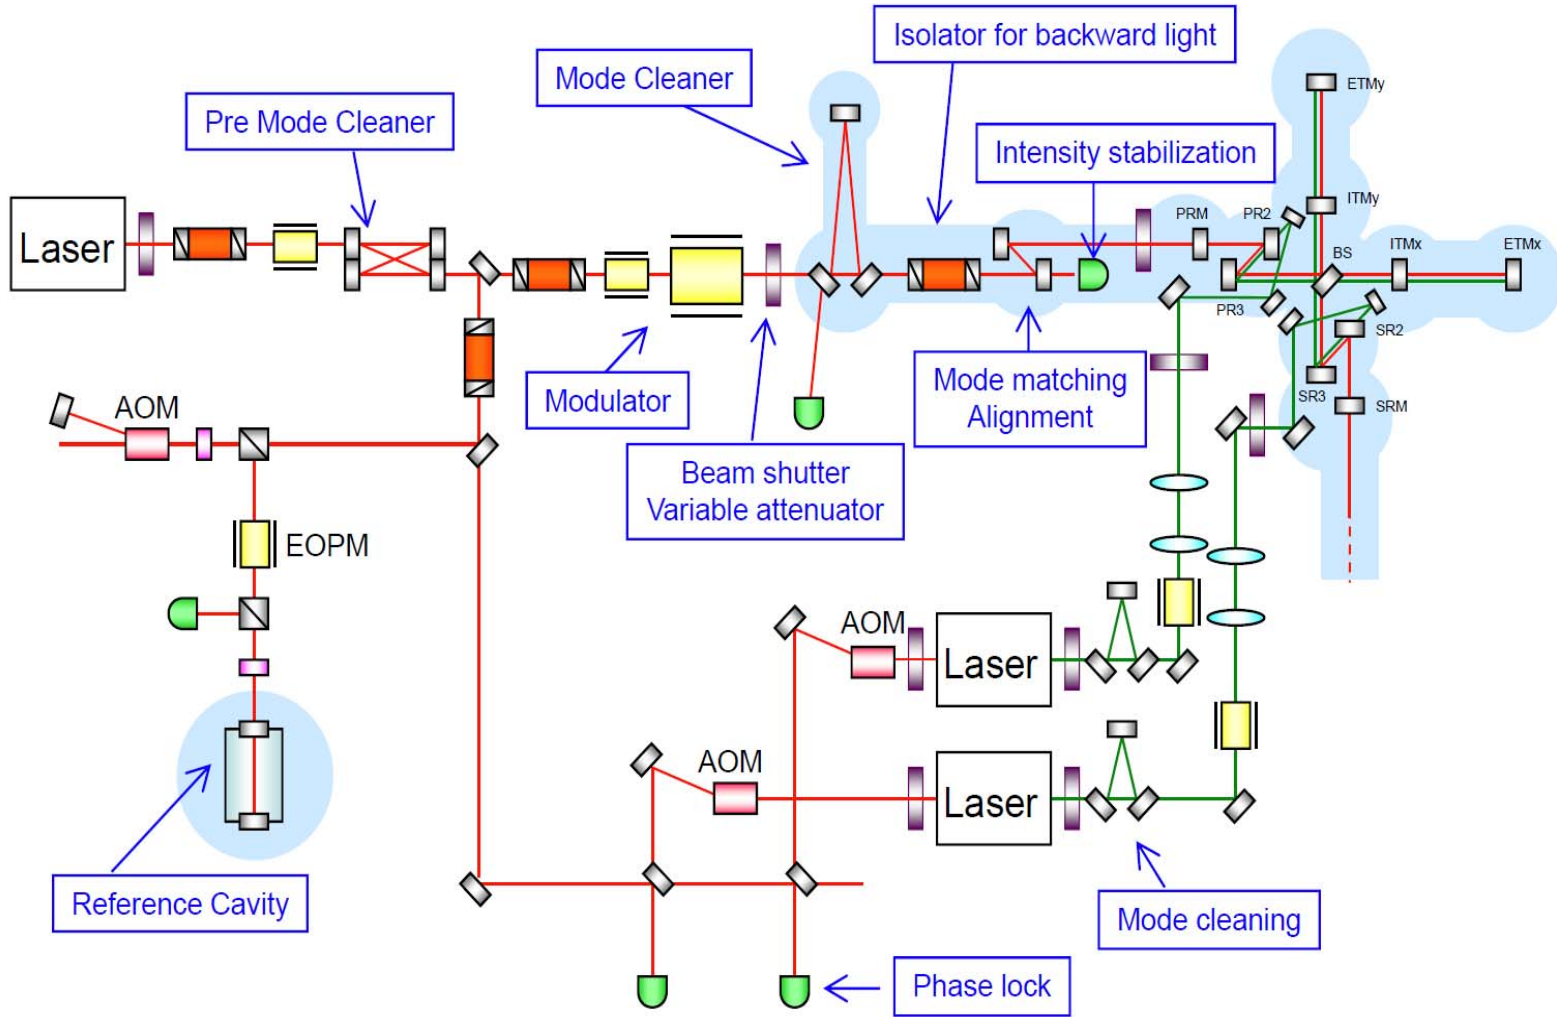 Isolator for backward light
Mode Cleaner
ETMy
Pre Mode Cleaner
Intensity stabilization
ITMy
Laser
PRM
PR2
BS
ITMx
ETMx
PR3
SR2
Modulator
Mode matching
Alignment
SR3
SRM
AOM
Beam shutter
Variable attenuator
EOPM
AOM
Laser
AOM
Laser
Reference Cavity
Mode cleaning
Phase lock